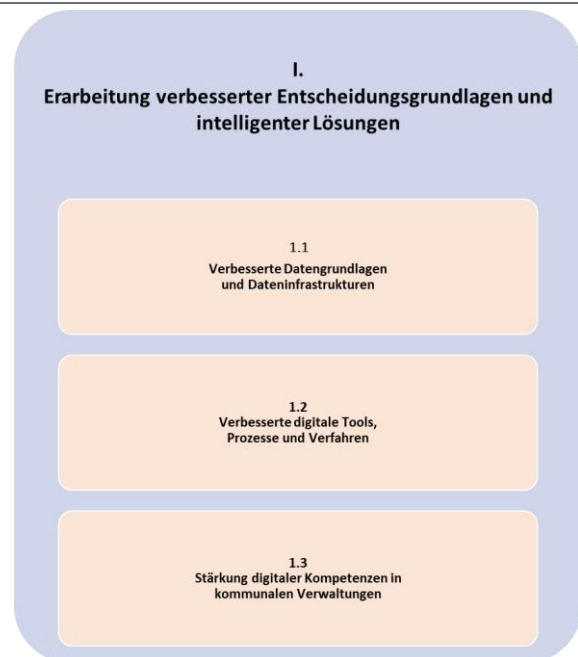 I.
Erarbeitung verbesserter Entscheidungsgrundlagen und
intelligenter Lösungen
1.1
Verbesserte Datengrundlagen
und Dateninfrastrukturen
1.2
Verbesserte digitale Tools,
Prozesse und Verfahren
1.3
Stärkung digitaler Kompetenzen in
kommunalen Verwaltungen